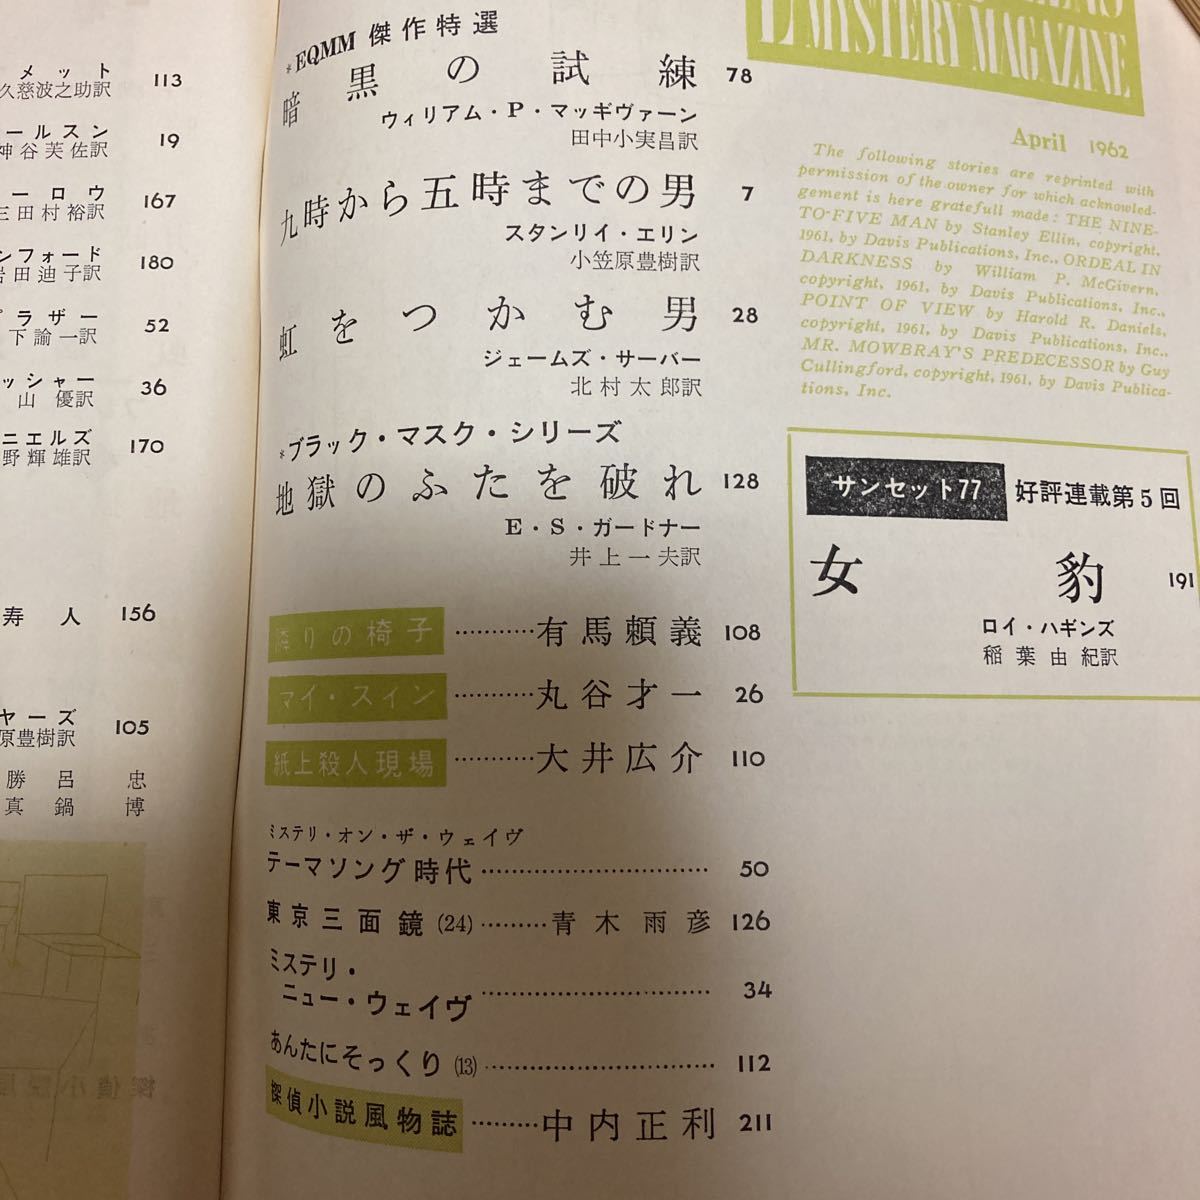 *EQMM 傑作特選
暗黒の試練 78
ウィリアム・P・マッギヴァーン
田中小実昌訳
九時から五時までの男 7
スタンリイ・エリン
小笠原豊樹訳
虹をつかむ男 28
ジェームズ・サーバー
北村太郎訳
*ブラック・マスク・シリーズ
地獄のふたを破れ 128
E・S・ガードナー
井上一夫訳
隣りの椅子 ………… 有馬頼義 108
マイ・スイン ………… 丸谷才一 26
紙上殺人現場 ………… 大井広介 110
ミステリ・オン・ザ・ウェイヴ
テーマソング時代 ………… 50
東京三面鏡 (24) ……… 青木雨彦 126
ミステリ・
ニュー・ウェイヴ ………… 34
あんたにそっくり (13) ………… 112
探偵小説風物誌 ……… 中内正利 211
MYSTERY MAGAZINE
April 1962
The following stories are reprinted with
permission of the owner for which acknowled-
gement is here gratefull made: THE NINE-
TO-FIVE MAN by Stanley Ellin, copyright,
1961, by Davis Publications, Inc., ORDEAL IN
DARKNESS by William P. McGivern,
copyright, 1961, by Davis Publications, Inc.,
POINT OF VIEW by Harold R. Daniels,
copyright, 1961, by Davis Publications, Inc.,
MR. MOWBRAY'S PREDECESSOR by Guy
Cullingford, copyright, 1961, by Davis Publica-
tions, Inc.
サンセット77 好評連載第5回
女豹 191
ロイ・ハギンズ
稲葉由紀訳
メット 113
久慈波之助訳
ールスン 19
神谷芙佐訳
ーロウ 167
三田村裕訳
ンフォード 180
岩田迪子訳
ラザー 52
下諭一訳
ッシャー 36
山優訳
ニエルズ 170
野輝雄訳
寿人 156
ヤーズ 105
原豊樹訳
勝呂忠
真鍋博